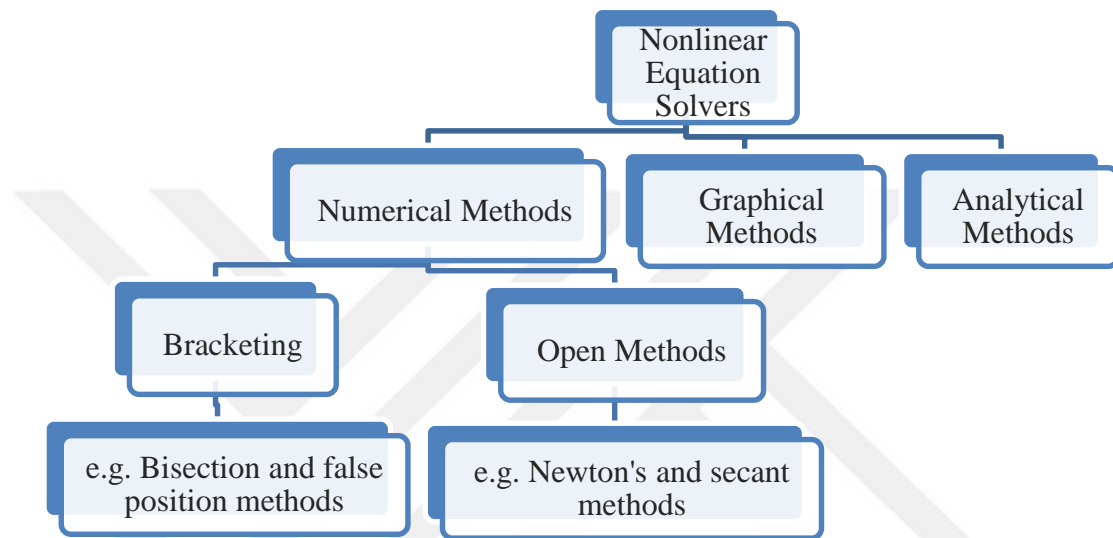 Nonlinear
Equation
Solvers
Numerical Methods
Graphical
Methods
Analytical
Methods
Bracketing
Open Methods
e.g. Bisection and false
position methods
e.g. Newton's and secant
methods